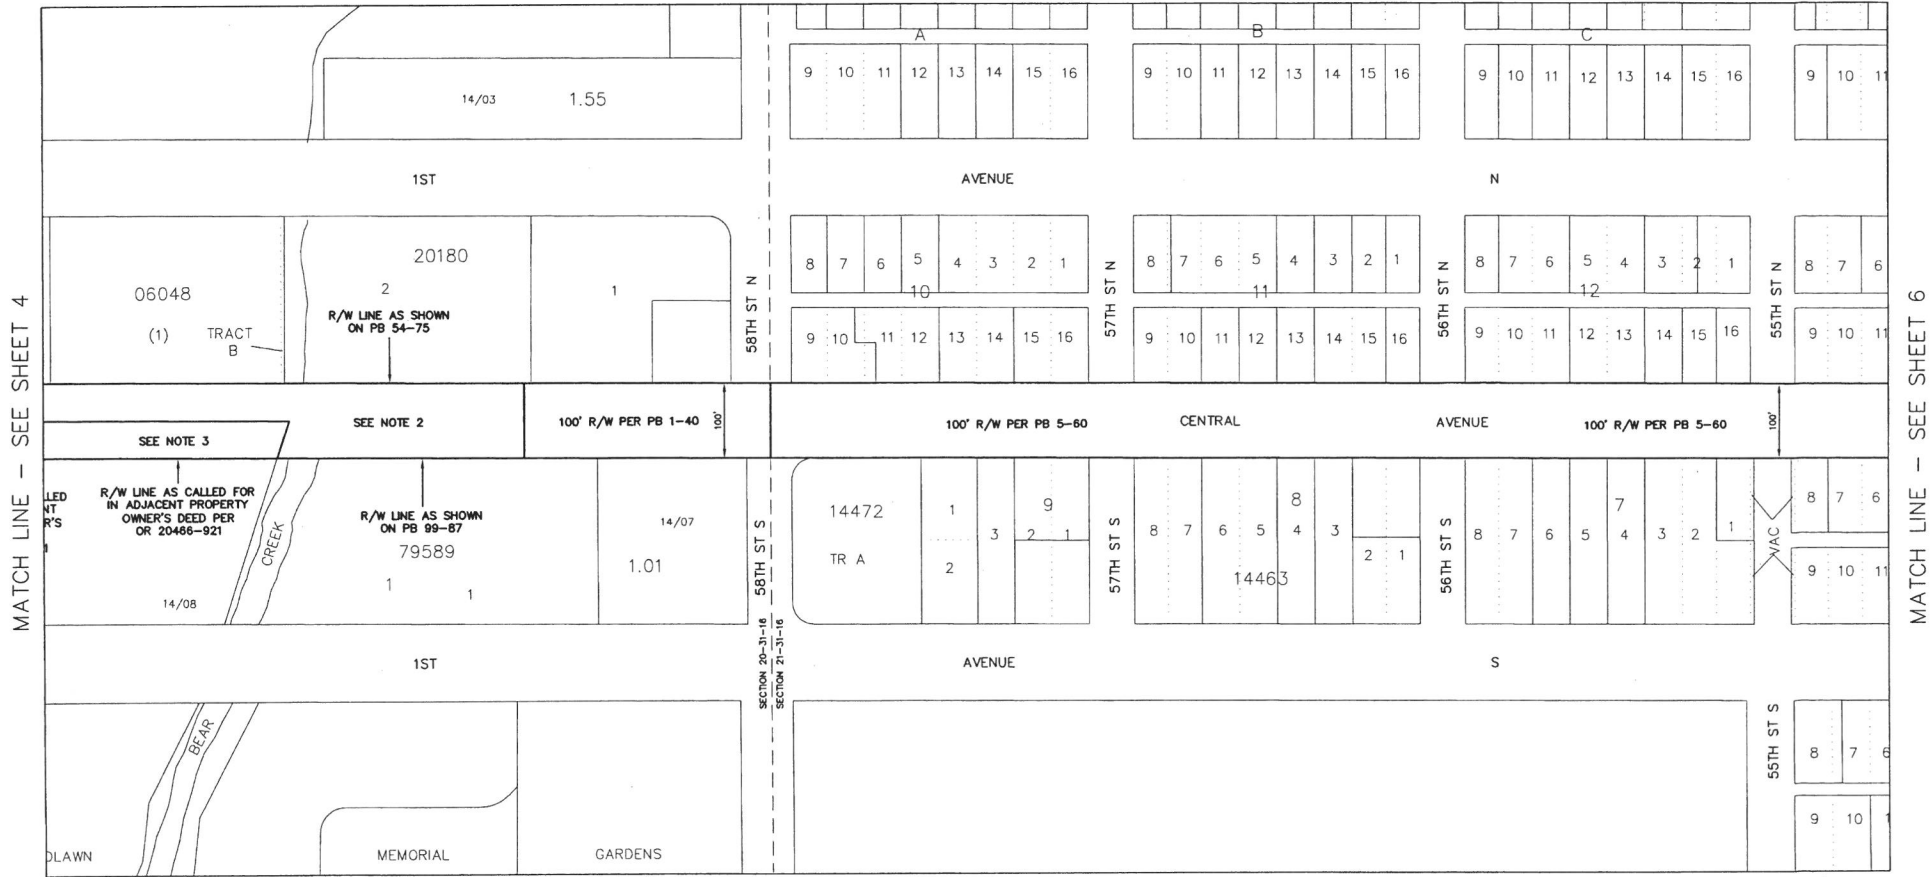 A
B
C
9 10 11 12 13 14 15 16
9 10 11 12 13 14 15 16
9 10 11 12 13 14 15 16
9 10 11
14/03 1.55
1ST AVENUE N
06048
(1)
TRACT
B
20180
2
R/W LINE AS SHOWN
ON PB 54-75
1
58TH ST N
8 7 6 5 4 3 2 1
10
9 10 11 12 13 14 15 16
57TH ST N
8 7 6 5 4 3 2 1
11
9 10 11 12 13 14 15 16
56TH ST N
8 7 6 5 4 3 2 1
12
9 10 11 12 13 14 15 16
55TH ST N
8 7 6
9 10 11
MATCH LINE - SEE SHEET 4
MATCH LINE - SEE SHEET 6
SEE NOTE 3
SEE NOTE 2
100' R/W PER PB 1-40
100'
100' R/W PER PB 5-60
CENTRAL AVENUE
100' R/W PER PB 5-60
100'
LED
NT
R'S
1
R/W LINE AS CALLED FOR
IN ADJACENT PROPERTY
OWNER'S DEED PER
OR 20466-921
14/08
CREEK
R/W LINE AS SHOWN
ON PB 99-87
79589
1 1
14/07
1.01
58TH ST S
14472
TR A
1
2
3
9
2 1
57TH ST S
8
8 7 6 5 4 3
2 1
14463
56TH ST S
7
8 7 6 5 4 3 2 1
VAC
8 7 6
9 10 11
SECTION 20-31-16
SECTION 21-31-16
1ST AVENUE S
BEAR
DLAWN MEMORIAL GARDENS
55TH ST S
8 7 6
9 10 1